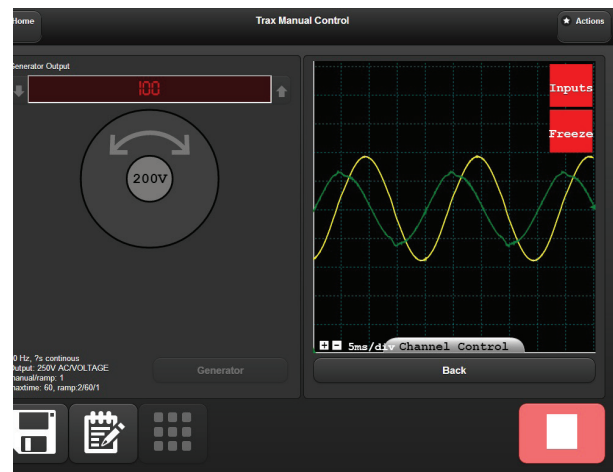 Home
Trax Manual Control
Actions
Generator Output
100
200V
Inputs
Freeze
5ms/div Channel Control
0 Hz, ?s continous
Output: 250V AC/VOLTAGE
manual/ramp: 1
maxtime: 60, ramp:2/60/1
Generator
Back